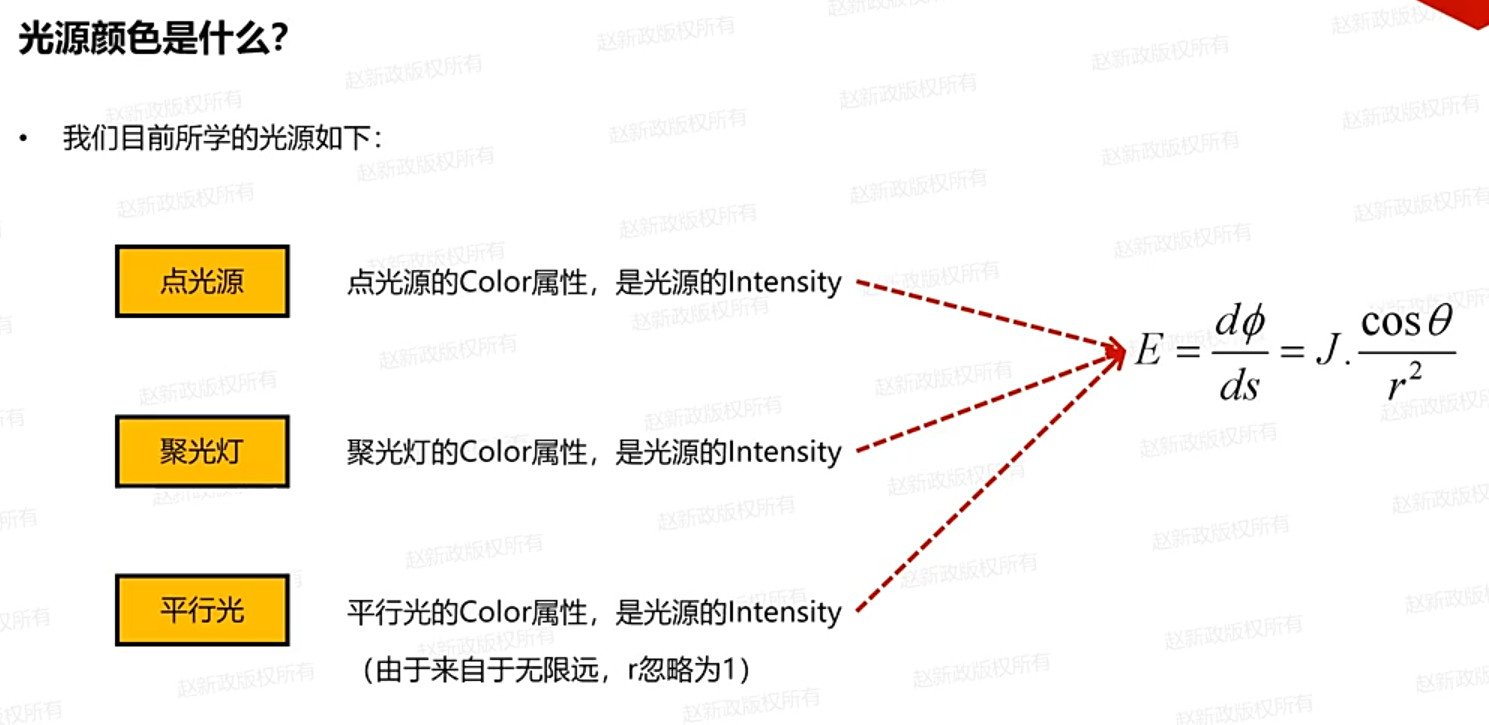 光源颜色是什么?
• 我们目前所学的光源如下:
点光源 点光源的Color属性，是光源的Intensity
E = dϕ/ds = J . cosθ/r²
聚光灯 聚光灯的Color属性，是光源的Intensity
平行光 平行光的Color属性，是光源的Intensity
（由于来自于无限远，r忽略为1）
赵新政版权所有